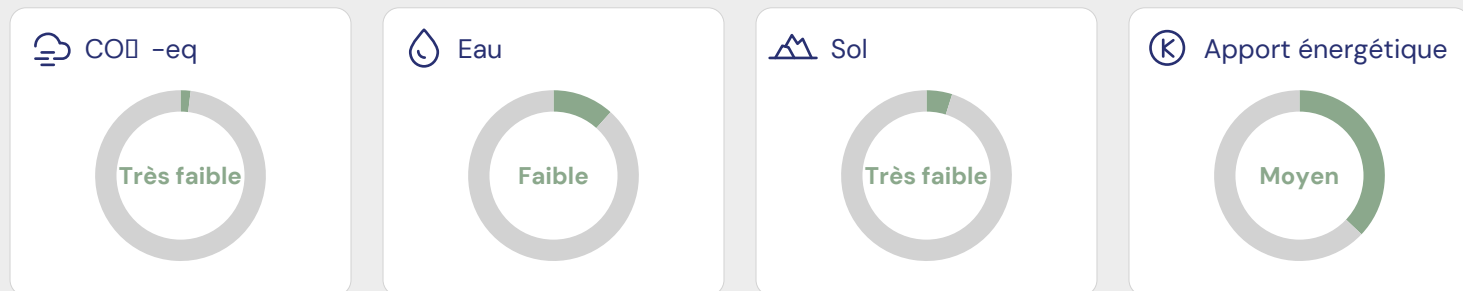 CO▯ -eq
Très faible
Eau
Faible
Sol
Très faible
Apport énergétique
Moyen